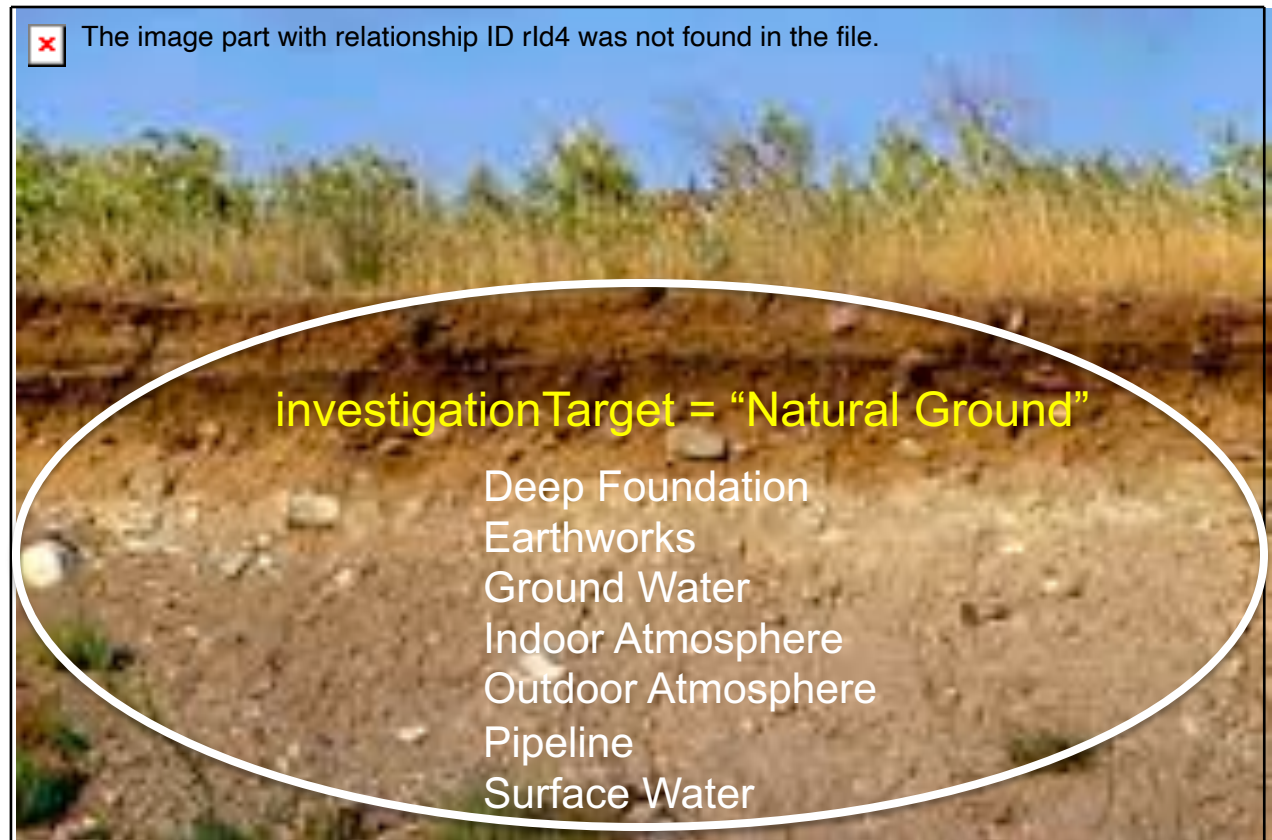 The image part with relationship ID rId4 was not found in the file.
investigationTarget = “Natural Ground”
Deep Foundation
Earthworks
Ground Water
Indoor Atmosphere
Outdoor Atmosphere
Pipeline
Surface Water